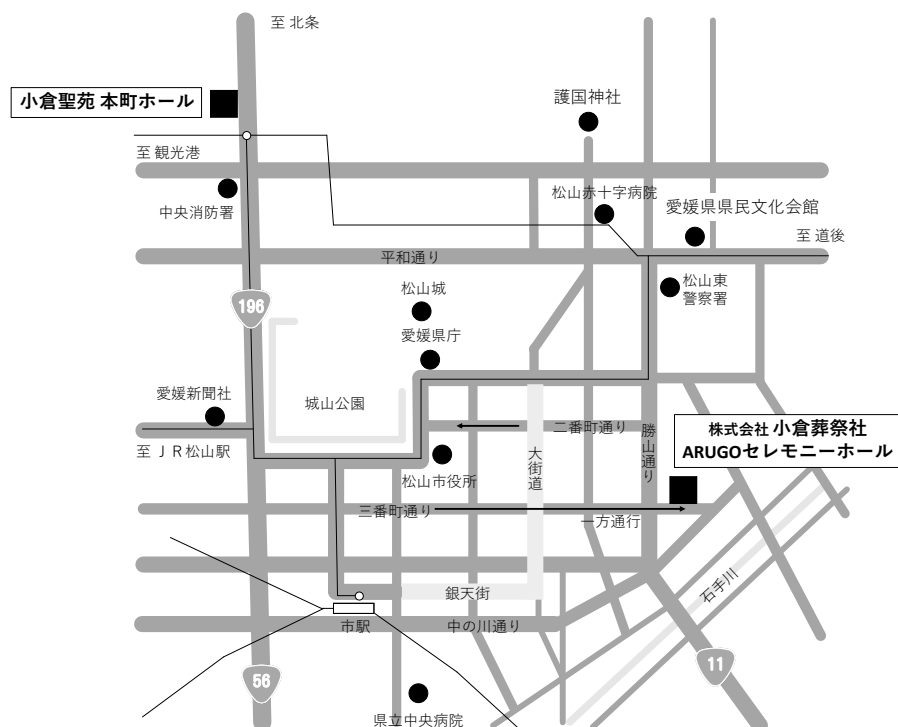 至 北条
小倉聖苑 本町ホール
護国神社
至 観光港
松山赤十字病院
中央消防署
愛媛県県民文化会館
至 道後
平和通り
松山城
松山東
警察署
196
愛媛県庁
愛媛新聞社
城山公園
株式会社 小倉葬祭社
ARUGOセレモニーホール
二番町通り
勝山通り
大街道
至 ＪＲ松山駅
松山市役所
三番町通り
一方通行
石手川
銀天街
市駅
中の川通り
11
56
県立中央病院